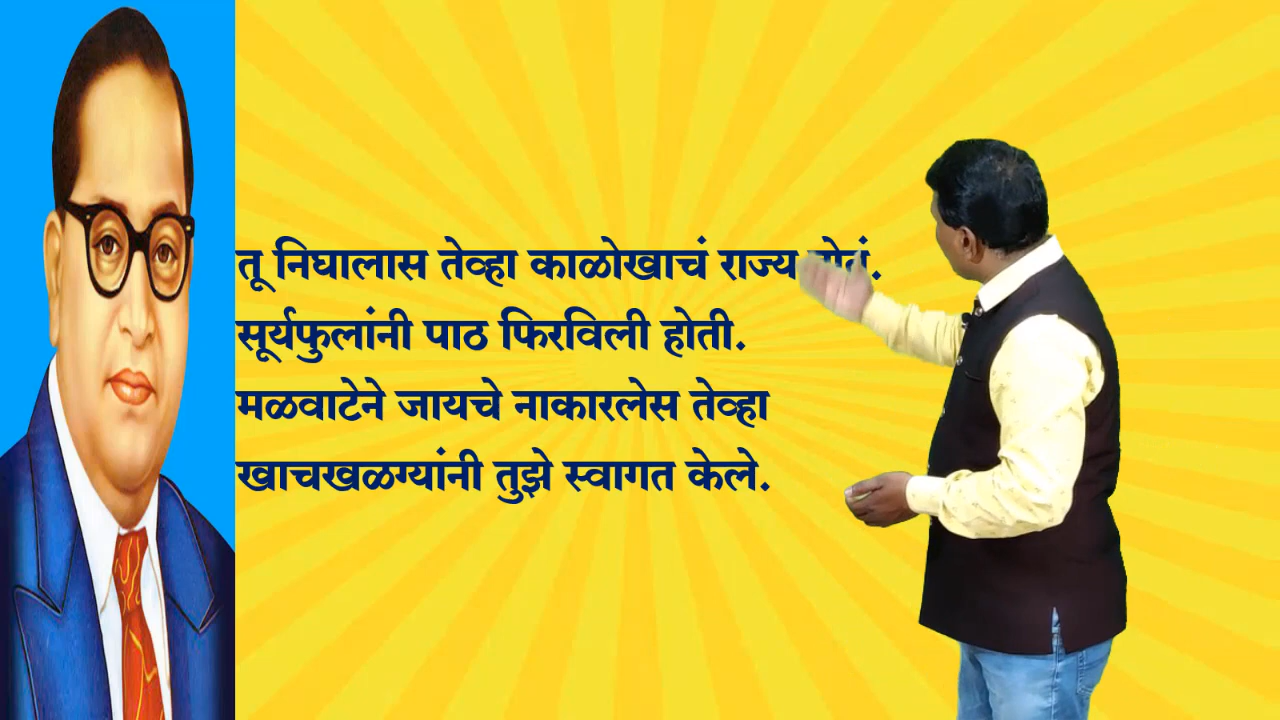 तू निघालास तेव्हा काळोखाचं राज्य होतं.
सूर्यफुलांनी पाठ फिरविली होती.
मळवाटेने जायचे नाकारलेस तेव्हा
खाचखळग्यांनी तुझे स्वागत केले.